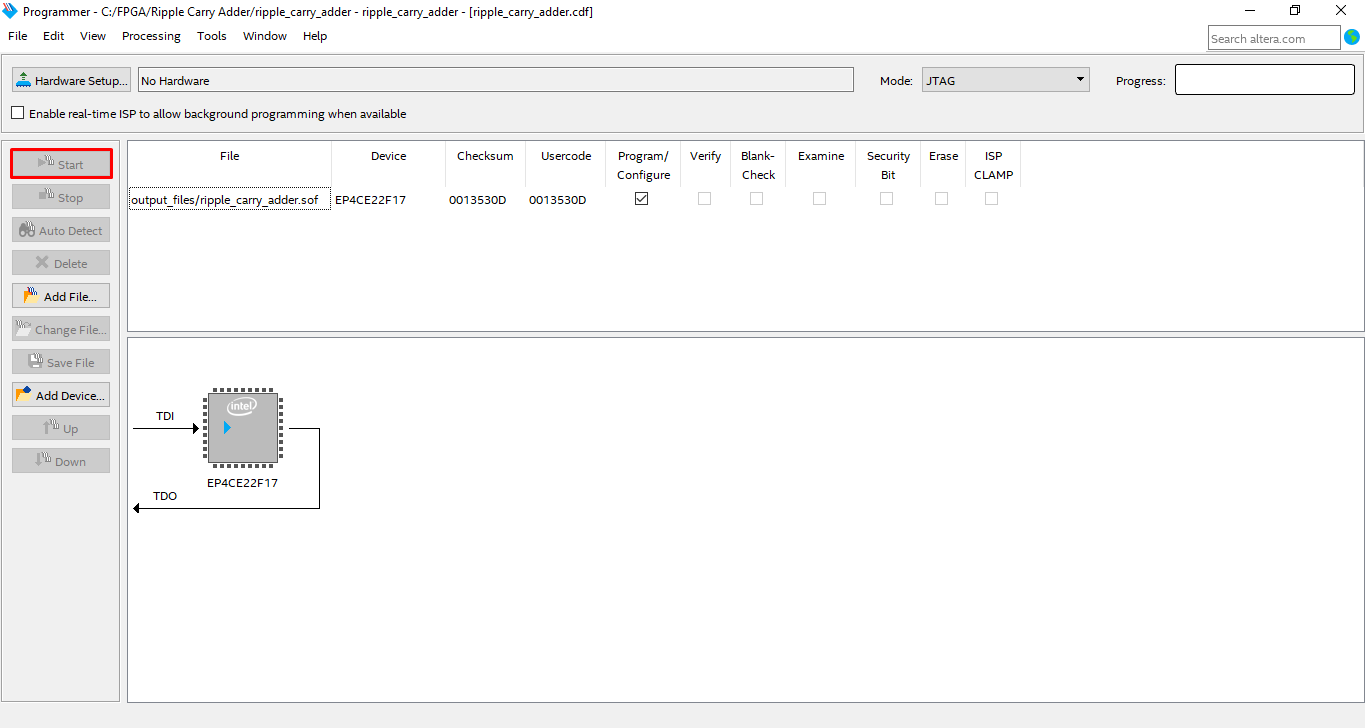 Programmer - C:/FPGA/Ripple Carry Adder/ripple_carry_adder - ripple_carry_adder - [ripple_carry_adder.cdf]
File Edit View Processing Tools Window Help
Search altera.com
Hardware Setup... No Hardware Mode: JTAG Progress:
Enable real-time ISP to allow background programming when available
Start
Stop
Auto Detect
Delete
Add File...
Change File...
Save File
Add Device...
Up
Down
File Device Checksum Usercode Program/ Verify Blank- Examine Security Erase ISP
Configure Check Bit CLAMP
output_files/ripple_carry_adder.sof EP4CE22F17 0013530D 0013530D
intel
TDI
EP4CE22F17
TDO